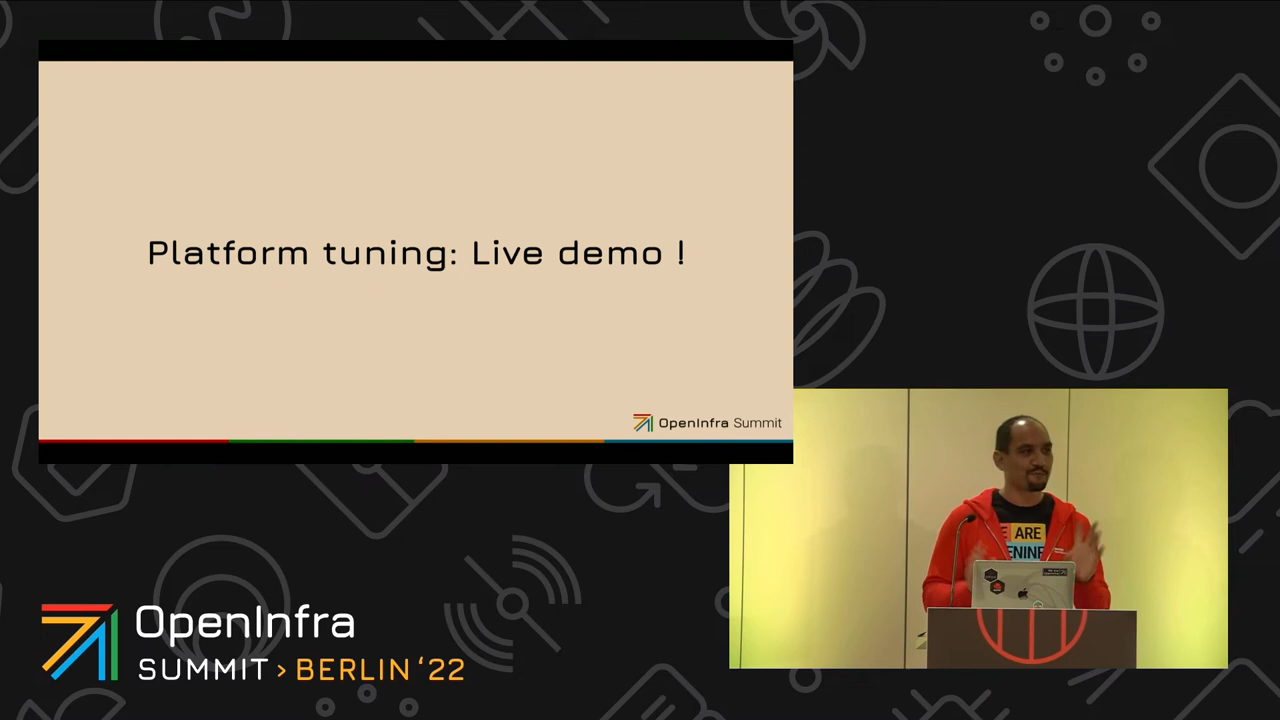 Platform tuning: Live demo !
OpenInfra Summit
ARE
OpenInfra
SUMMIT > BERLIN ‘22